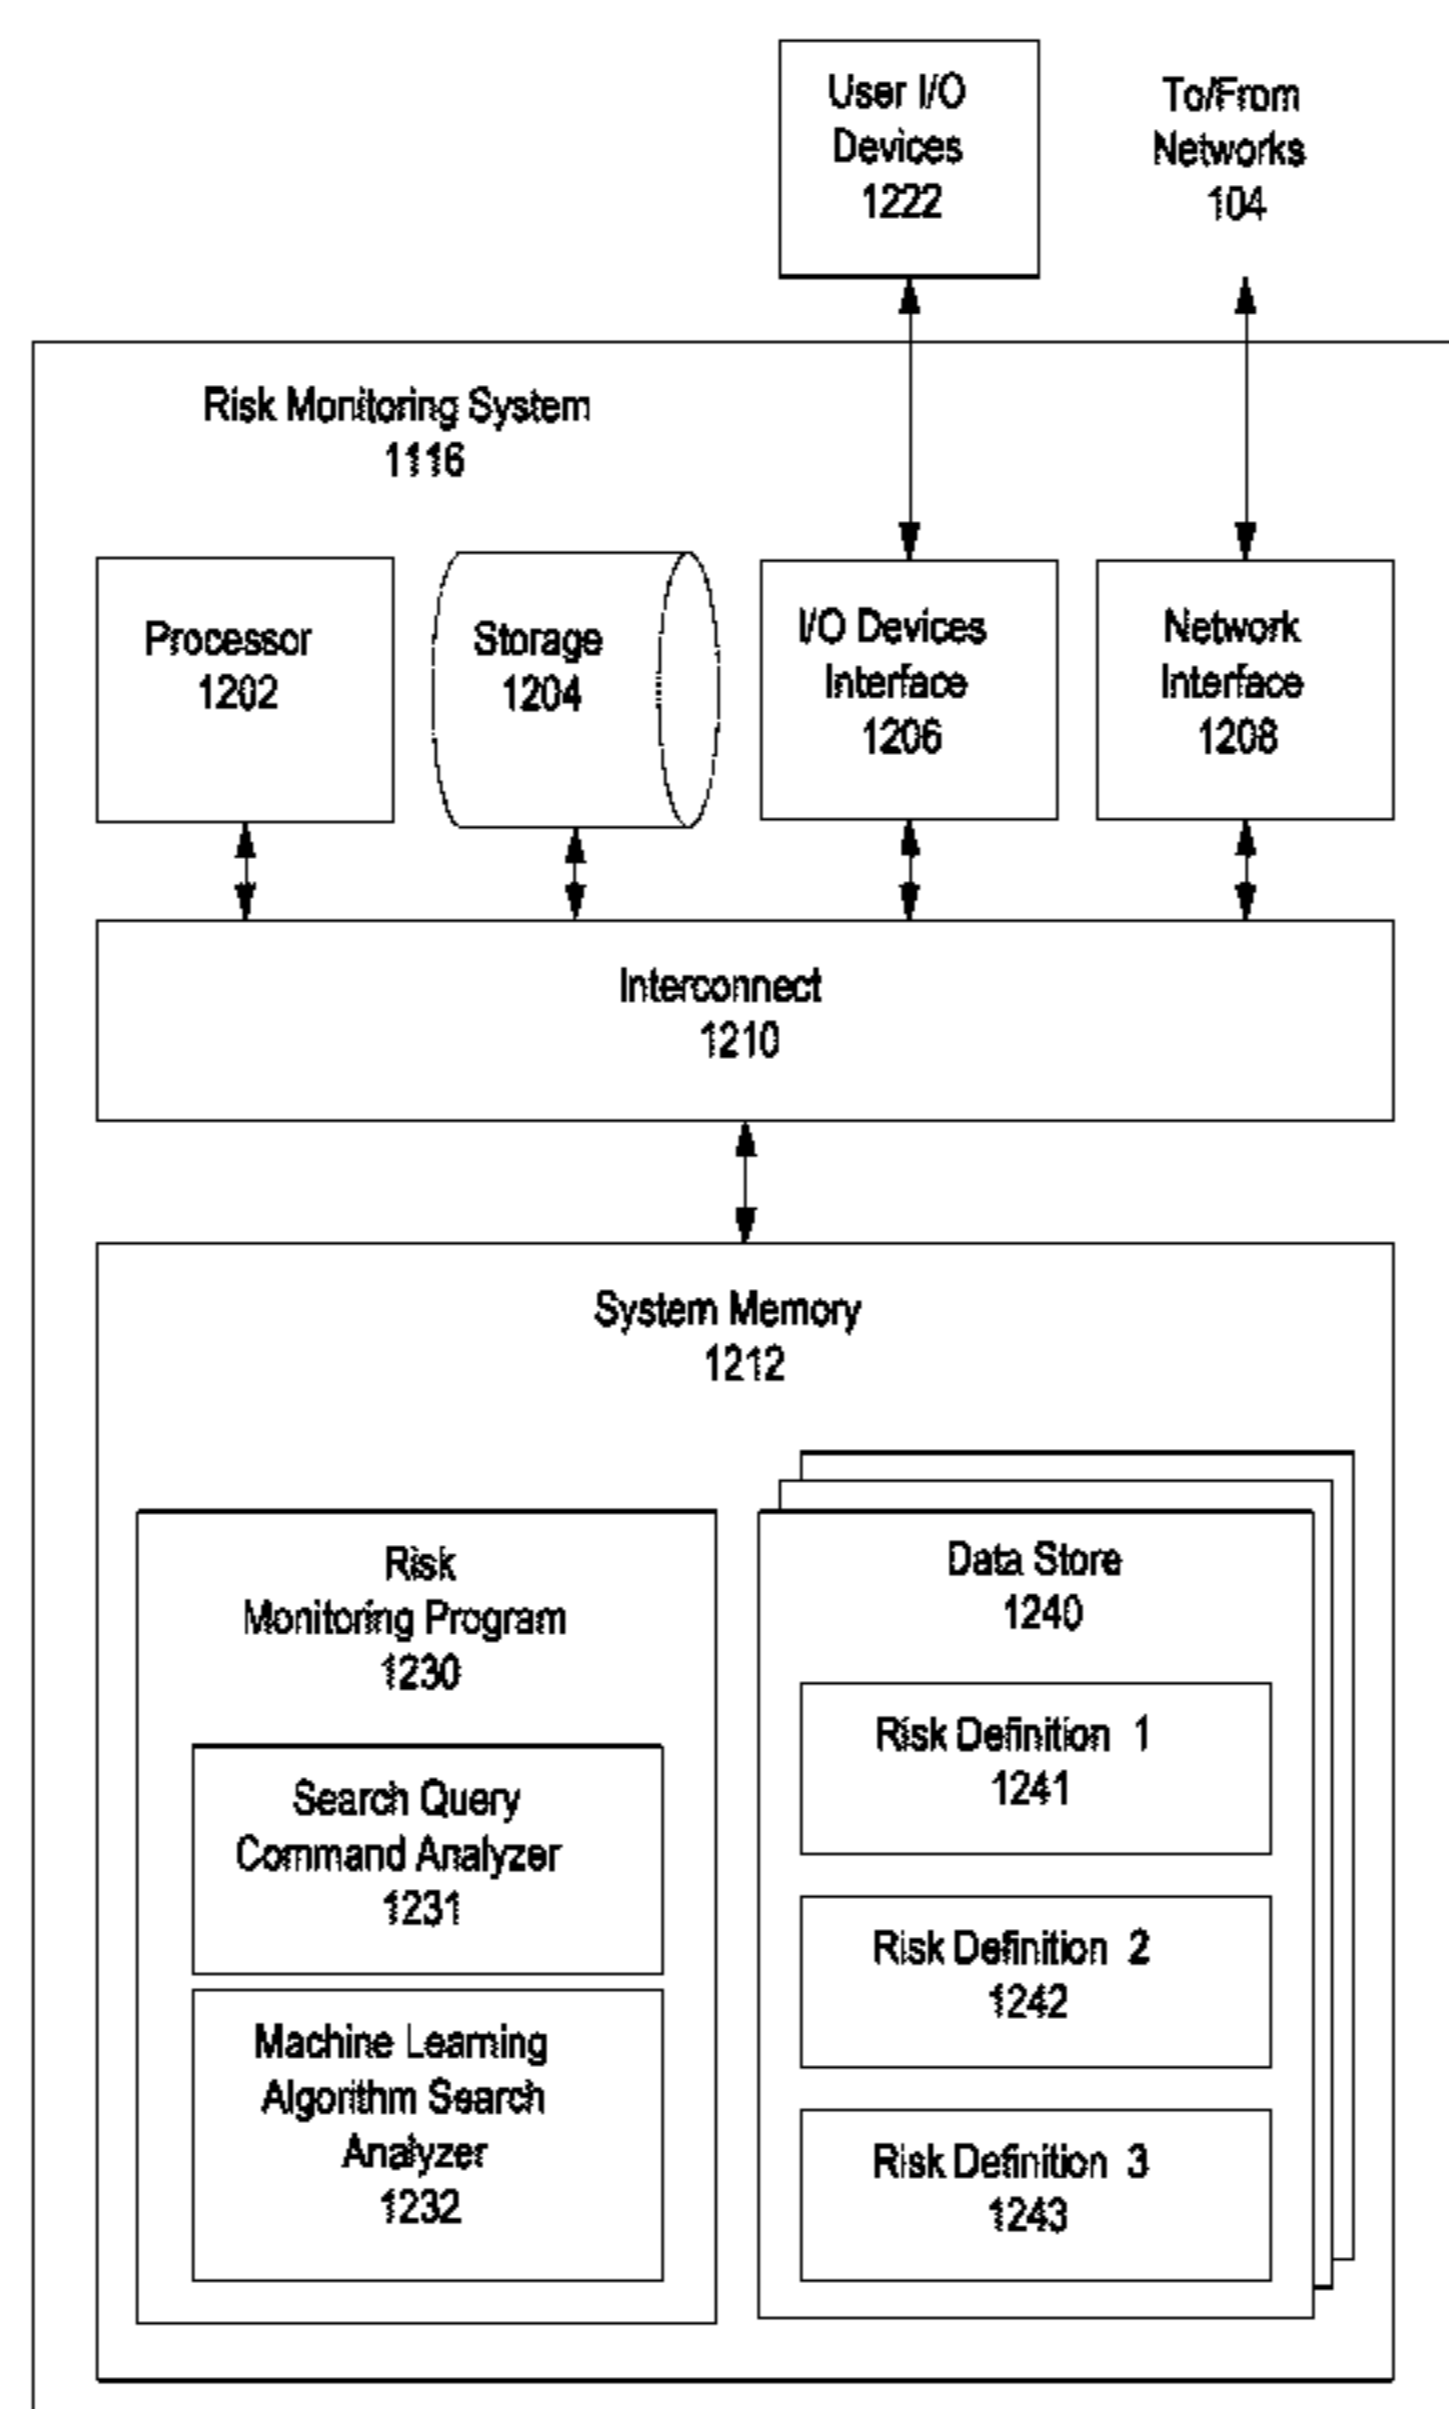 User I/O
Devices
1222
To/From
Networks
104
Risk Monitoring System
1116
Processor
1202
Storage
1204
I/O Devices
Interface
1206
Network
Interface
1208
Interconnect
1210
System Memory
1212
Risk
Monitoring Program
1230
Search Query
Command Analyzer
1231
Machine Learning
Algorithm Search
Analyzer
1232
Data Store
1240
Risk Definition 1
1241
Risk Definition 2
1242
Risk Definition 3
1243